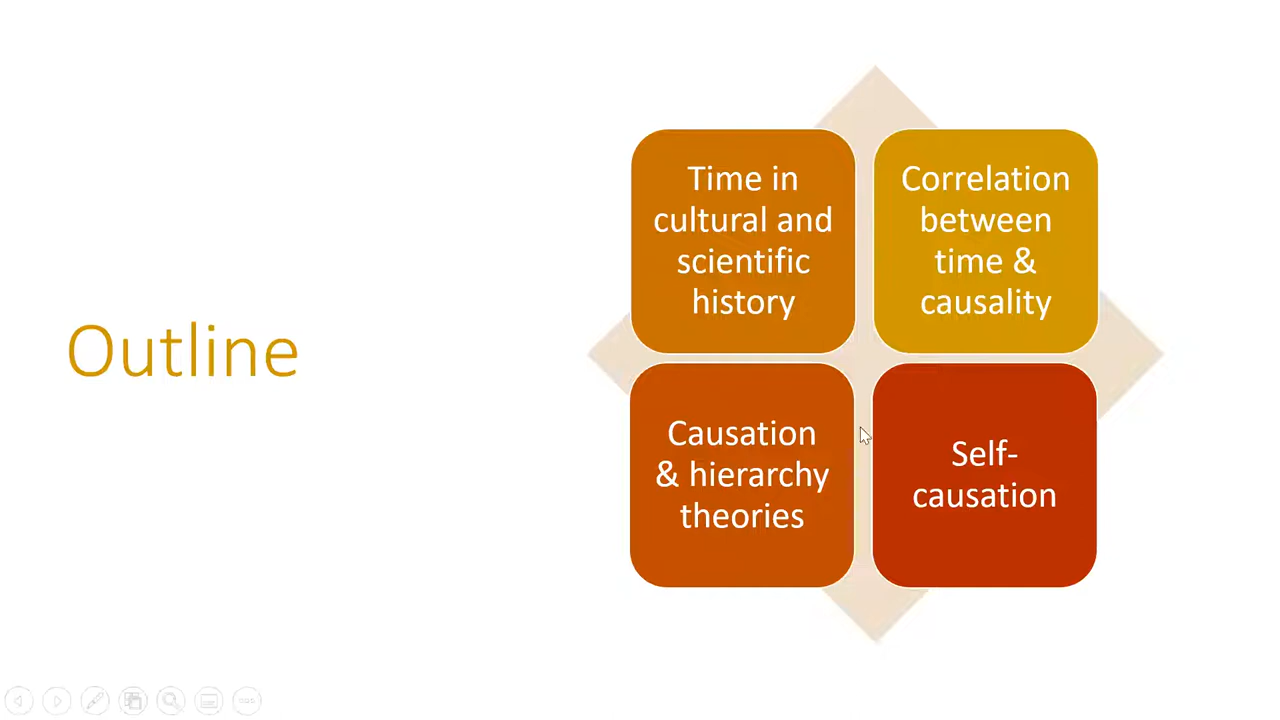 Outline
Time in
cultural and
scientific
history
Correlation
between
time &
causality
Causation
& hierarchy
theories
Self-
causation